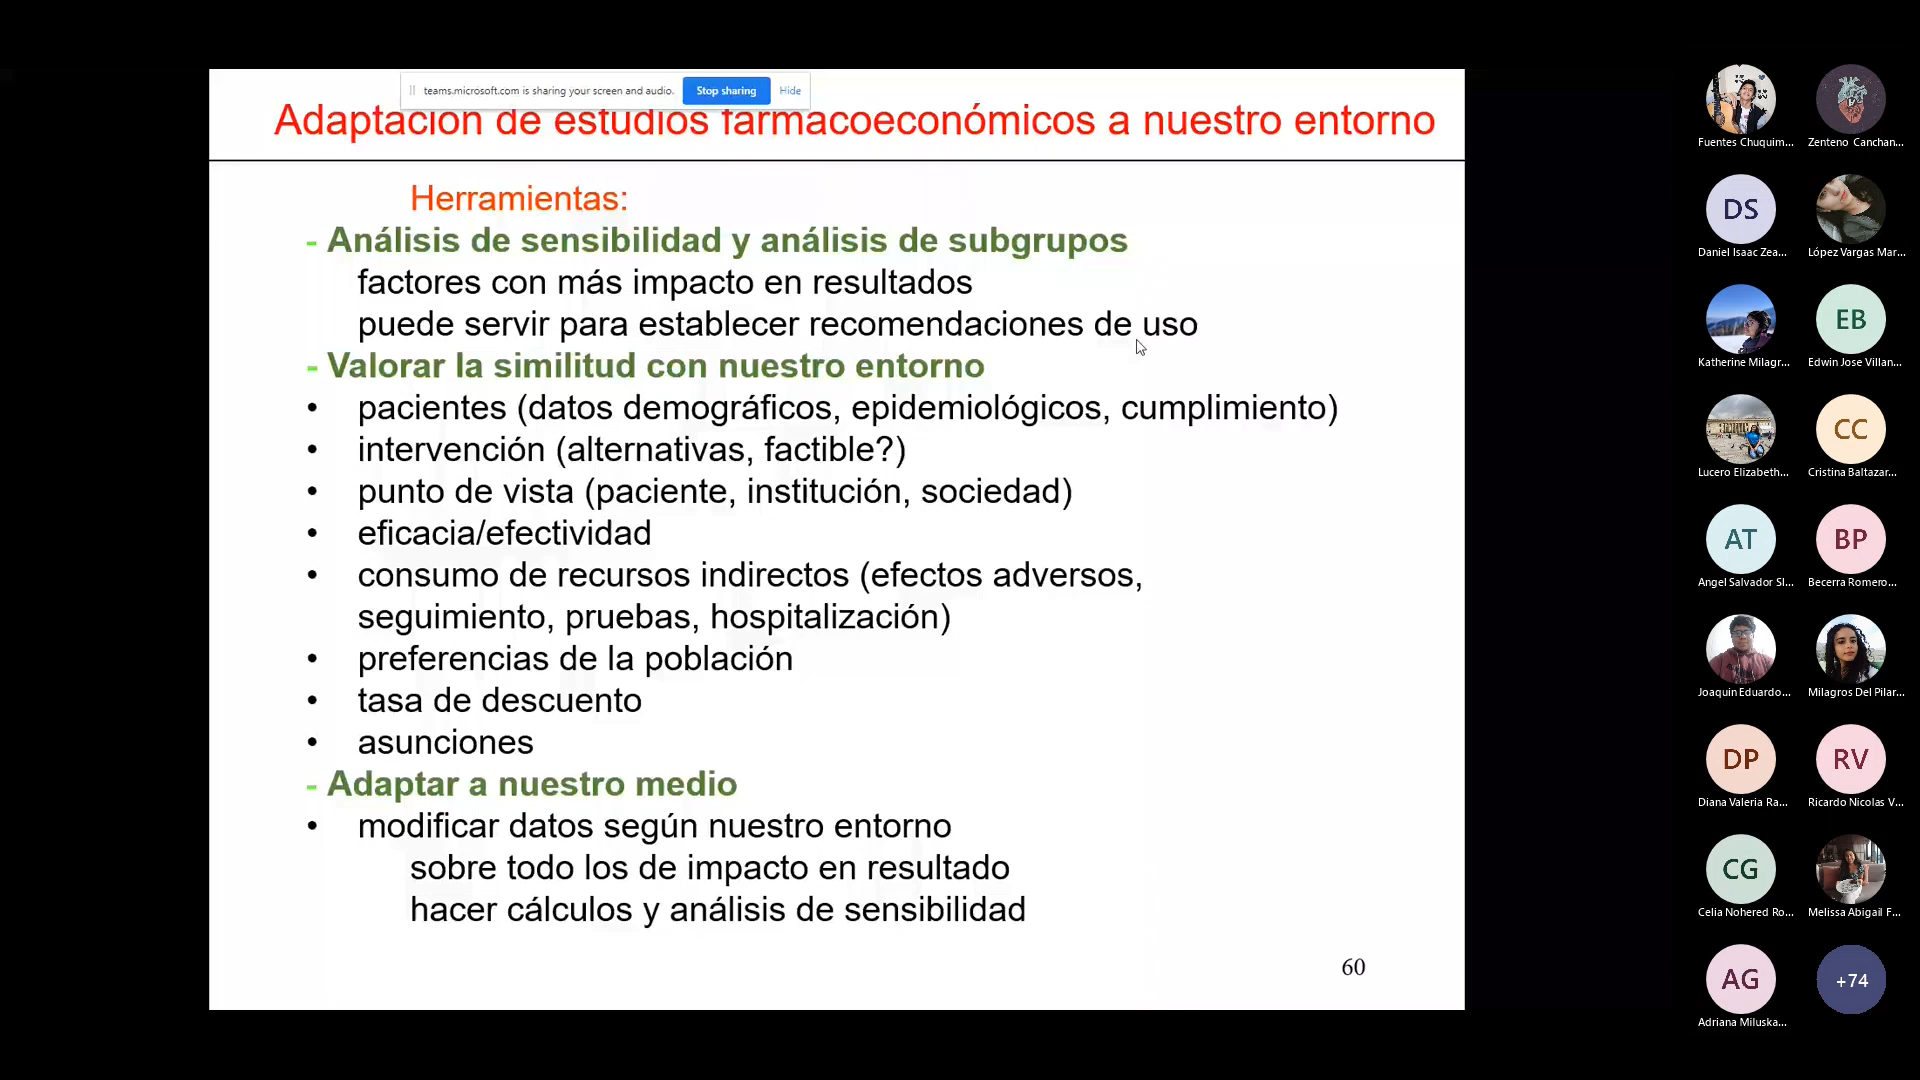 teams.microsoft.com is sharing your screen and audio.
Stop sharing
Hide
Adaptación de estudios farmacoeconómicos a nuestro entorno
Herramientas:
- Análisis de sensibilidad y análisis de subgrupos
factores con más impacto en resultados
puede servir para establecer recomendaciones de uso
- Valorar la similitud con nuestro entorno
• pacientes (datos demográficos, epidemiológicos, cumplimiento)
• intervención (alternativas, factible?)
• punto de vista (paciente, institución, sociedad)
• eficacia/efectividad
• consumo de recursos indirectos (efectos adversos,
seguimiento, pruebas, hospitalización)
• preferencias de la población
• tasa de descuento
• asunciones
- Adaptar a nuestro medio
• modificar datos según nuestro entorno
sobre todo los de impacto en resultado
hacer cálculos y análisis de sensibilidad
60
Fuentes Chuquim...
Zenteno Canchan...
DS
Daniel Isaac Zea...
López Vargas Mar...
Katherine Milagr...
EB
Edwin Jose Villan...
Lucero Elizabeth...
CC
Cristina Baltazar...
AT
Angel Salvador Sl...
BP
Becerra Romero...
Joaquin Eduardo...
Milagros Del Pilar...
DP
Diana Valeria Ra...
RV
Ricardo Nicolas V...
CG
Celia Nohered Ro...
Melissa Abigail F...
AG
Adriana Miluska...
+74